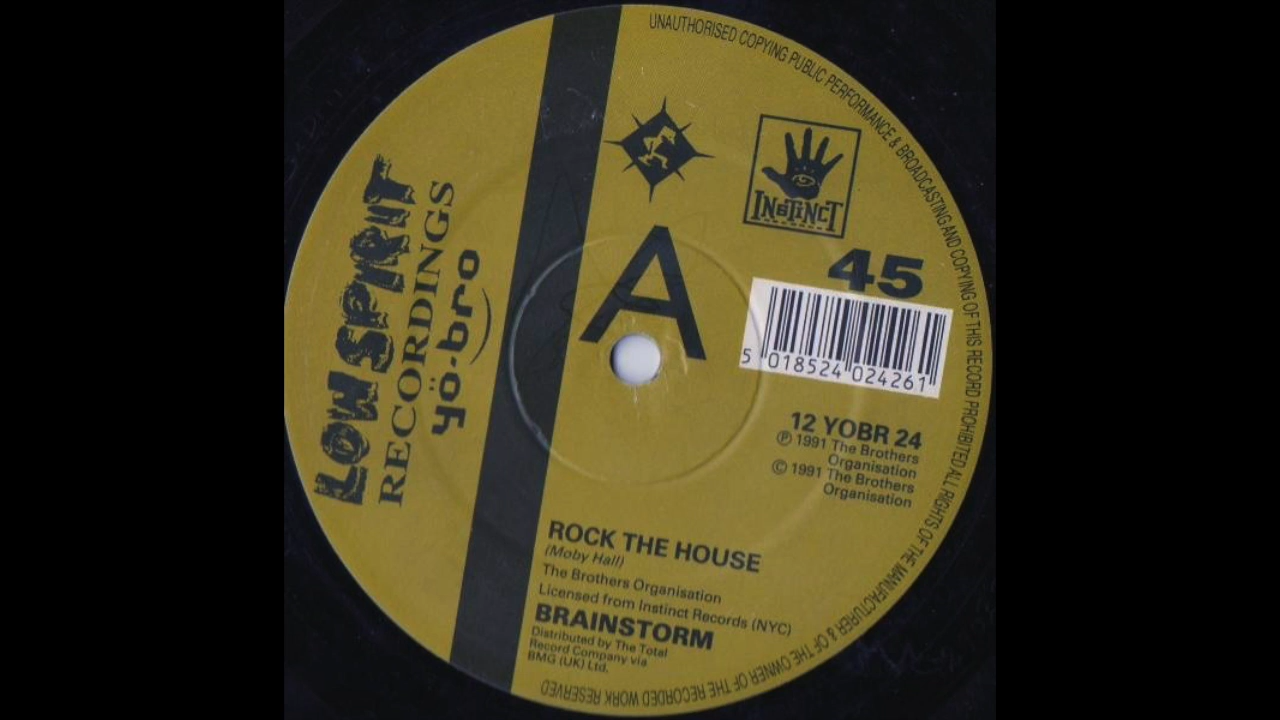 UNAUTHORISED COPYING PUBLIC PERFORMANCE & BROADCASTING AND COPYING OF THIS RECORD PROHIBITED ALL RIGHTS OF THE MANUFACTURER & OF THE OWNER OF THE RECORDED WORK RESERVED
LOW SPIRIT
RECORDINGS
yö-bro
INSTINCT
A
45
5 018524 024261
12 YOBR 24
℗ 1991 The Brothers
Organisation
© 1991 The Brothers
Organisation
ROCK THE HOUSE
(Moby Hall)
The Brothers Organisation
Licensed from Instinct Records (NYC)
BRAINSTORM
Distributed by The Total
Record Company via
BMG (UK) Ltd.